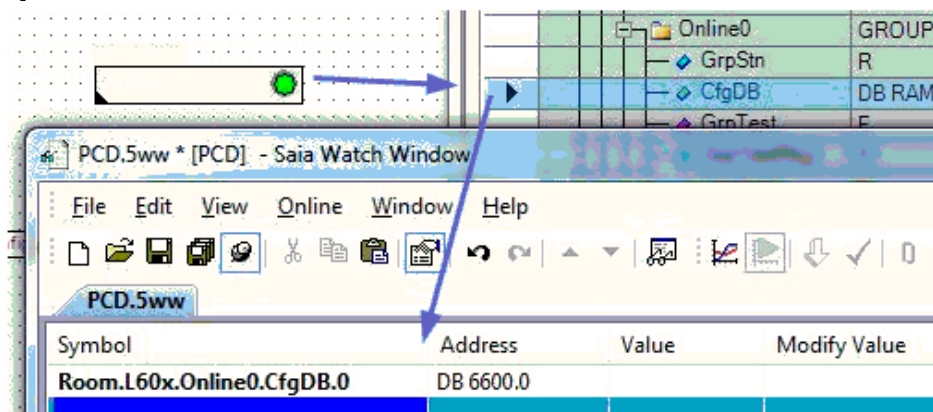 Online0 GROUP
GrpStn R
CfgDB DB RAM
GrpTest F
PCD.5ww * [PCD] - Saia Watch Window
File Edit View Online Window Help
PCD.5ww
Symbol Address Value Modify Value
Room.L60x.Online0.CfgDB.0 DB 6600.0